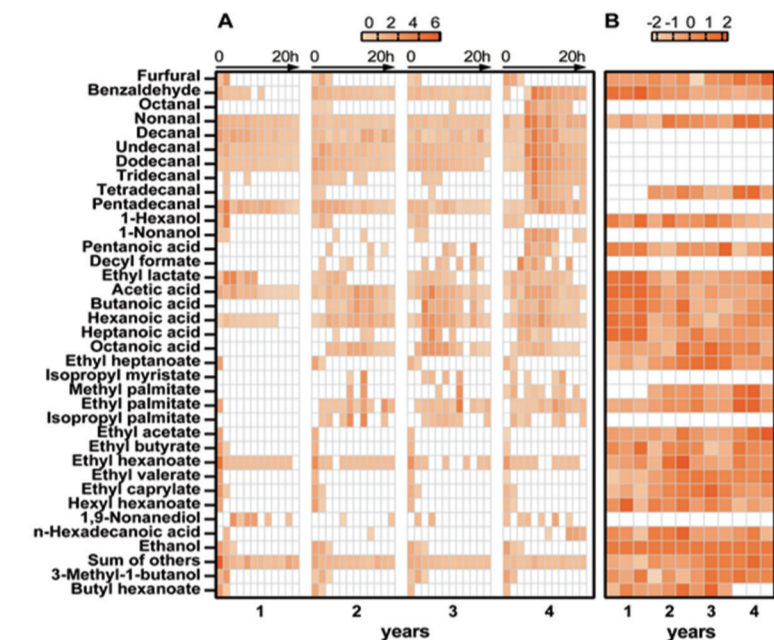 A
B
0 2 4 6
-2 -1 0 1 2
0 20h 0 20h 0 20h 0 20h
Furfural
Benzaldehyde
Octanal
Nonanal
Decanal
Undecanal
Dodecanal
Tridecanal
Tetradecanal
Pentadecanal
1-Hexanol
1-Nonanol
Pentanoic acid
Decyl formate
Ethyl lactate
Acetic acid
Butanoic acid
Hexanoic acid
Heptanoic acid
Octanoic acid
Ethyl heptanoate
Isopropyl myristate
Methyl palmitate
Ethyl palmitate
Isopropyl palmitate
Ethyl acetate
Ethyl butyrate
Ethyl hexanoate
Ethyl valerate
Ethyl caprylate
Hexyl hexanoate
1,9-Nonanediol
n-Hexadecanoic acid
Ethanol
Sum of others
3-Methyl-1-butanol
Butyl hexanoate
1 2 3 4
years
1 2 3 4
years